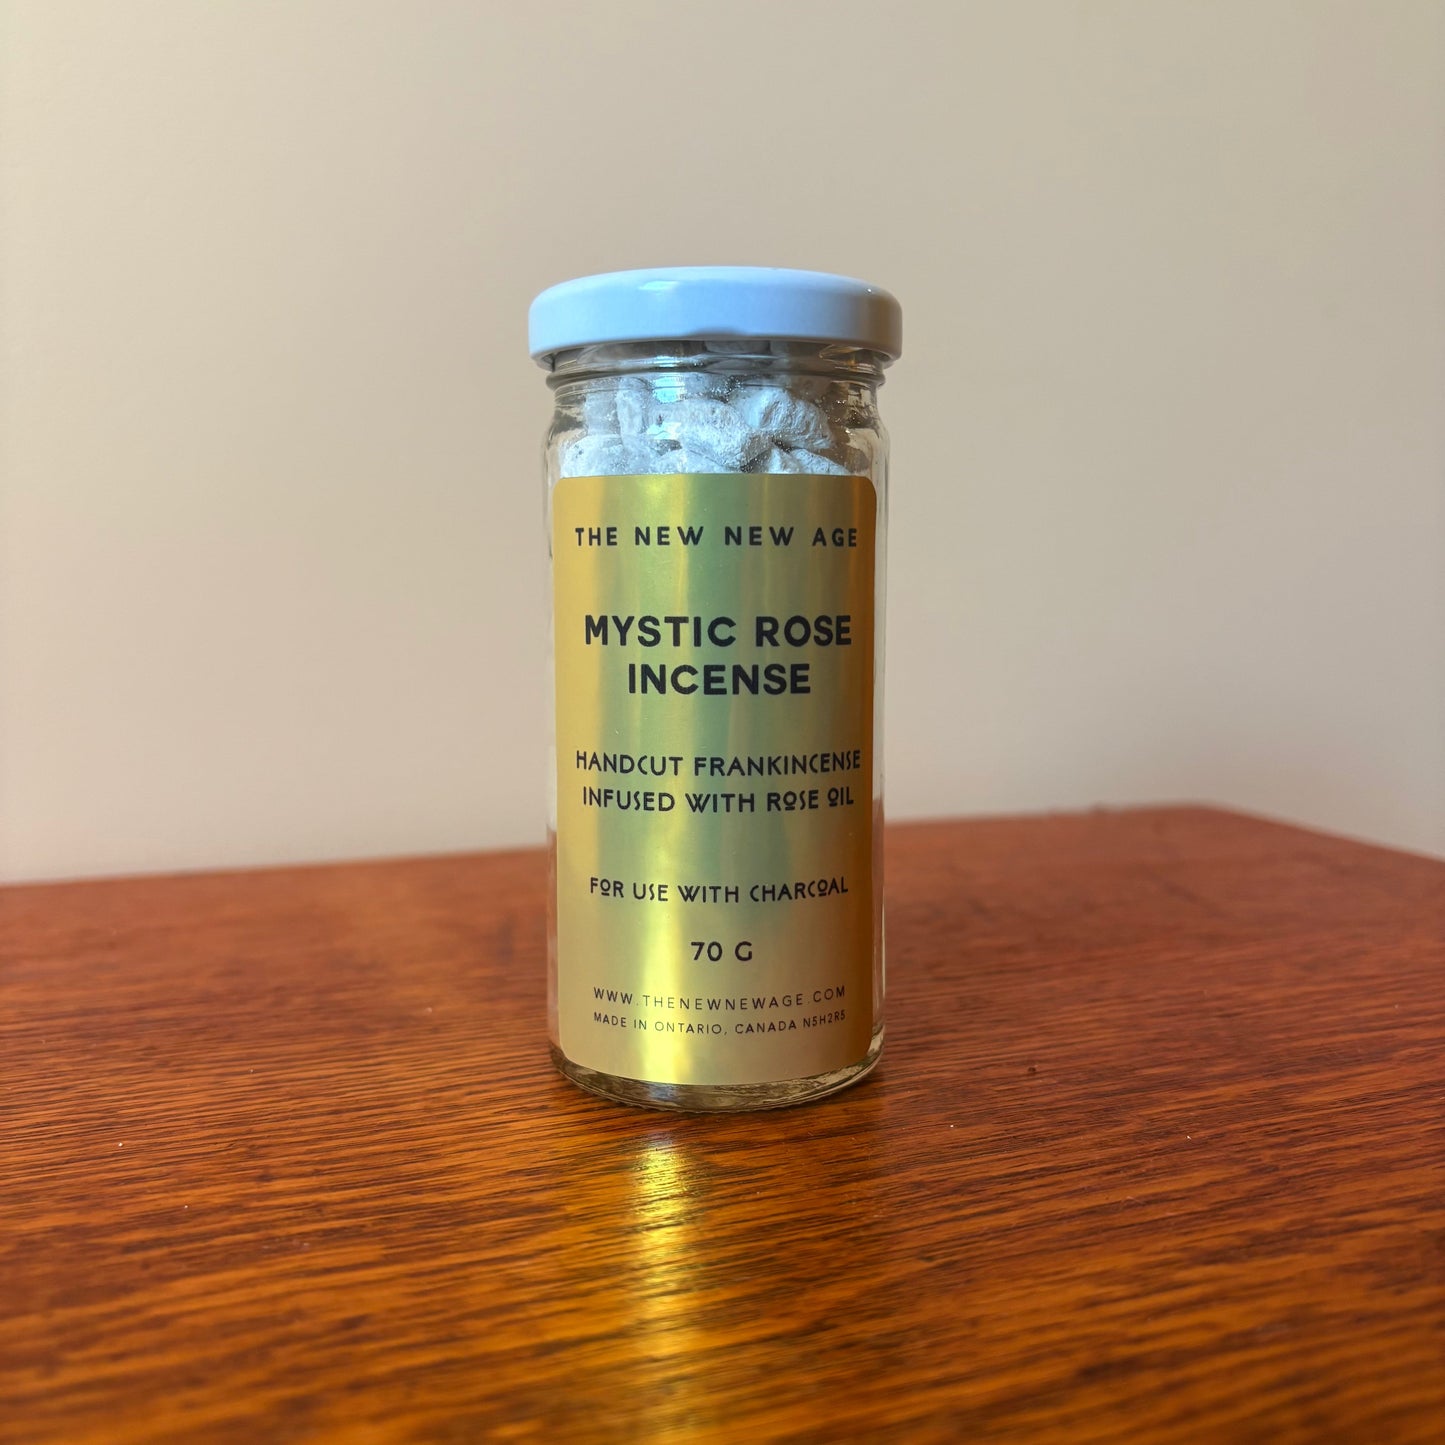 THE NEW NEW AGE
MYSTIC ROSE
INCENSE
HANDCUT FRANKINCENSE
INFUSED WITH ROSE OIL
FOR USE WITH CHARCOAL
70 G
WWW.THENEWNEWAGE.COM
MADE IN ONTARIO, CANADA N5H2R5